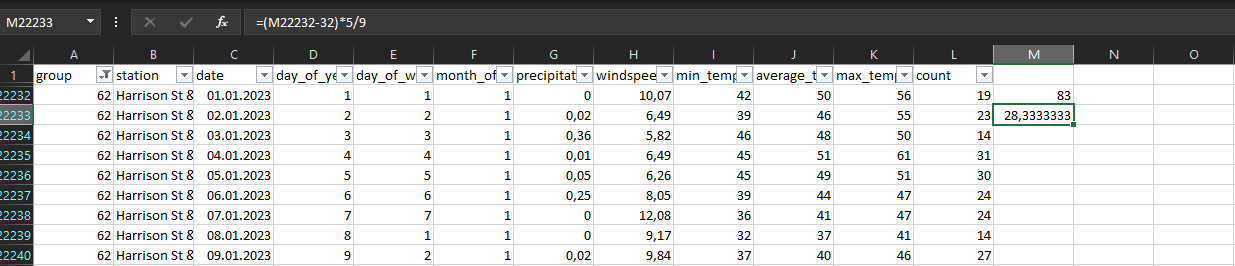 M22233 fx =(M22232-32)*5/9
A B C D E F G H I J K L M N O
1 group station date day_of_ye day_of_w month_of precipitat windspee min_temp average_t max_temp count
22232 62 Harrison St & 01.01.2023 1 1 1 0 10,07 42 50 56 19 83
22233 62 Harrison St & 02.01.2023 2 2 1 0,02 6,49 39 46 55 23 28,3333333
22234 62 Harrison St & 03.01.2023 3 3 1 0,36 5,82 46 48 50 14
22235 62 Harrison St & 04.01.2023 4 4 1 0,01 6,49 45 51 61 31
22236 62 Harrison St & 05.01.2023 5 5 1 0,05 6,26 45 49 51 30
22237 62 Harrison St & 06.01.2023 6 6 1 0,25 8,05 39 44 47 24
22238 62 Harrison St & 07.01.2023 7 7 1 0 12,08 36 41 47 24
22239 62 Harrison St & 08.01.2023 8 1 1 0 9,17 32 37 41 14
22240 62 Harrison St & 09.01.2023 9 2 1 0,02 9,84 37 40 46 27